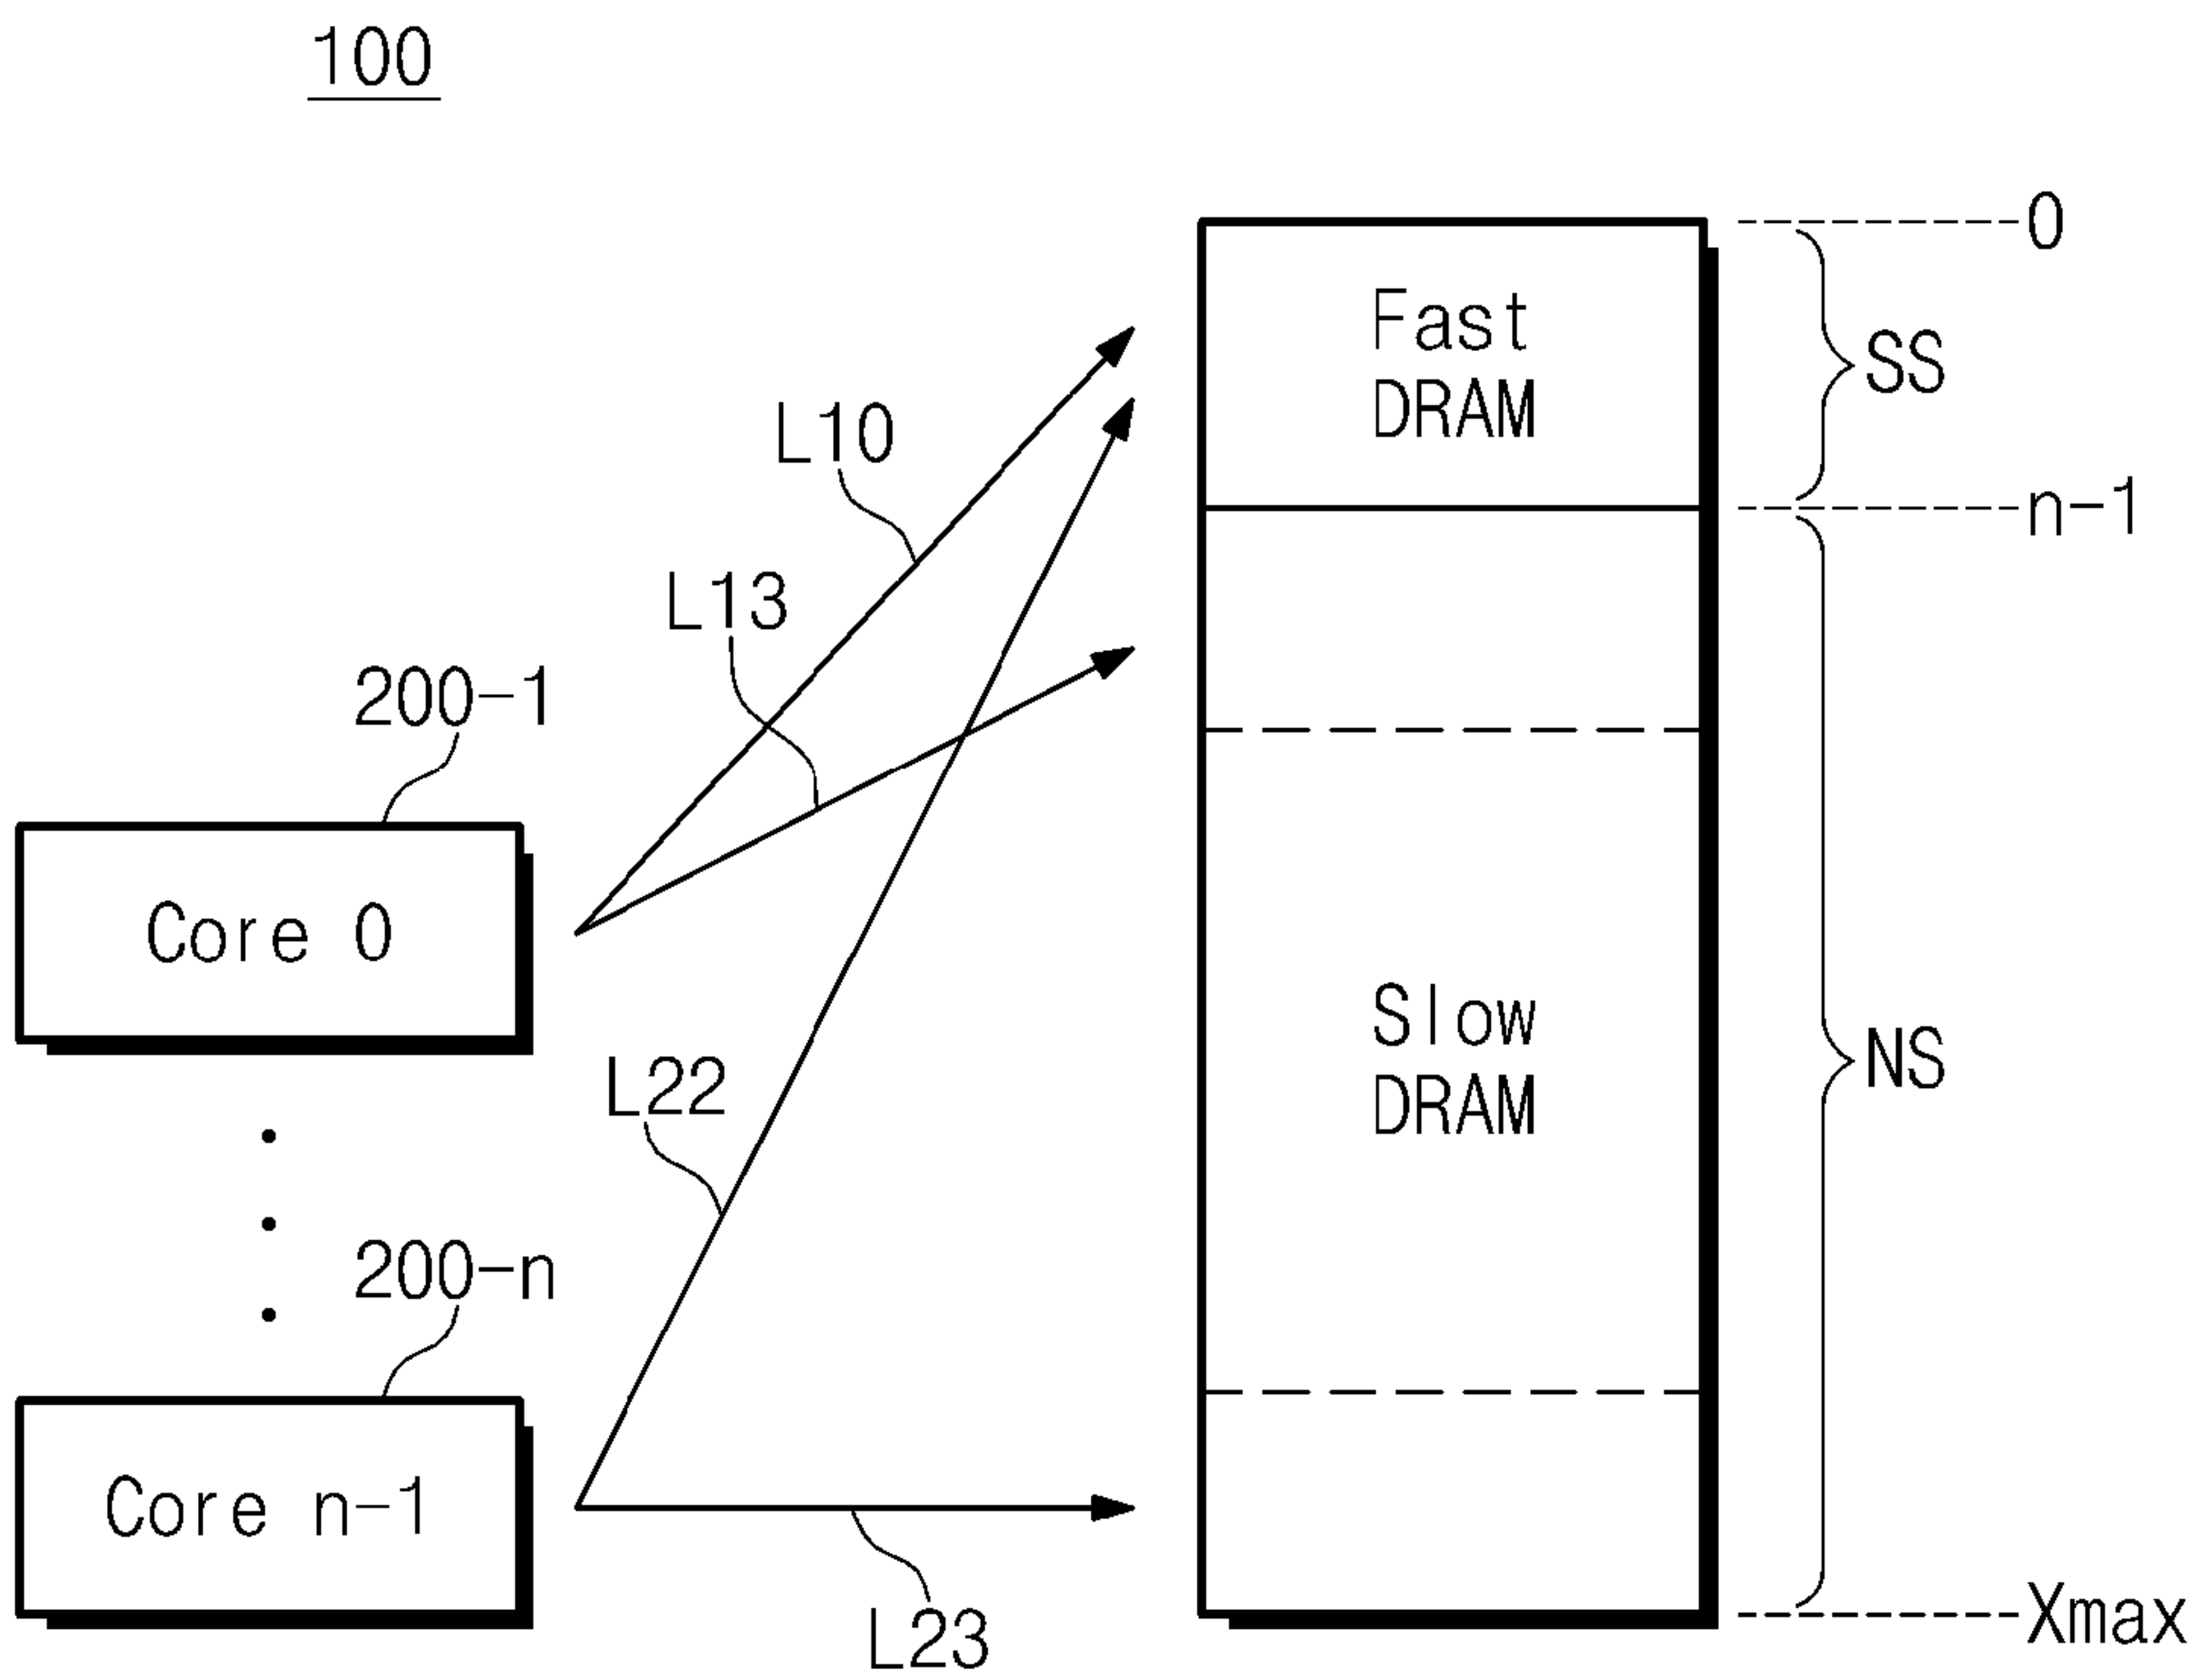 100
0
Fast
DRAM
SS
L10
n-1
L13
200-1
Core 0
Slow
DRAM
NS
L22
200-n
Core n-1
L23
Xmax